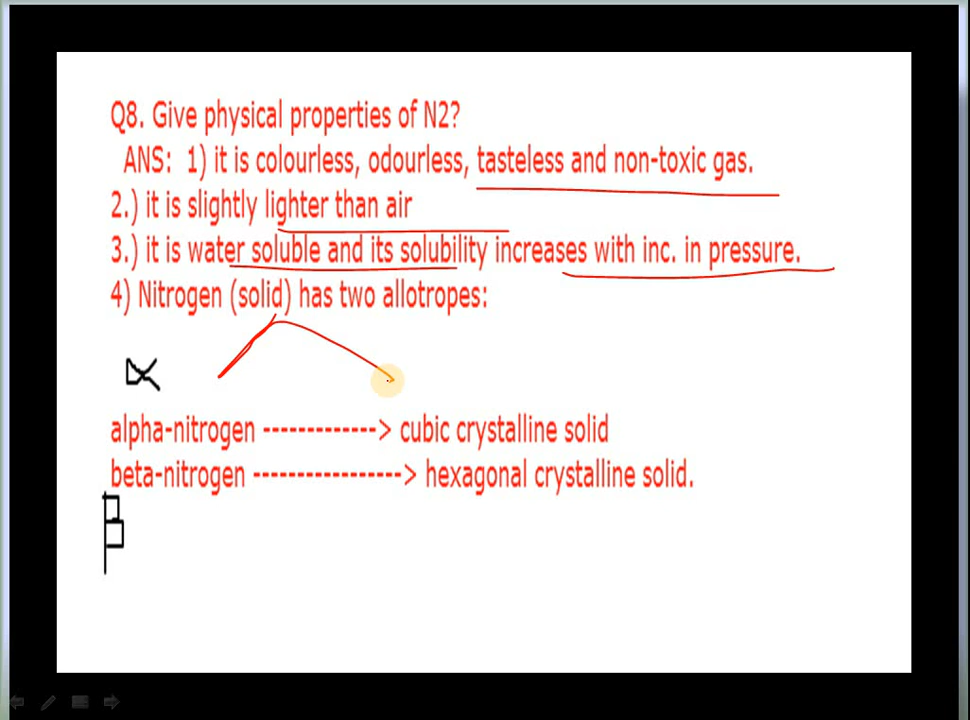 Q8. Give physical properties of N2?
ANS: 1) it is colourless, odourless, tasteless and non-toxic gas.
2.) it is slightly lighter than air
3.) it is water soluble and its solubility increases with inc. in pressure.
4) Nitrogen (solid) has two allotropes:
α
alpha-nitrogen -------------> cubic crystalline solid
beta-nitrogen -----------------> hexagonal crystalline solid.
β